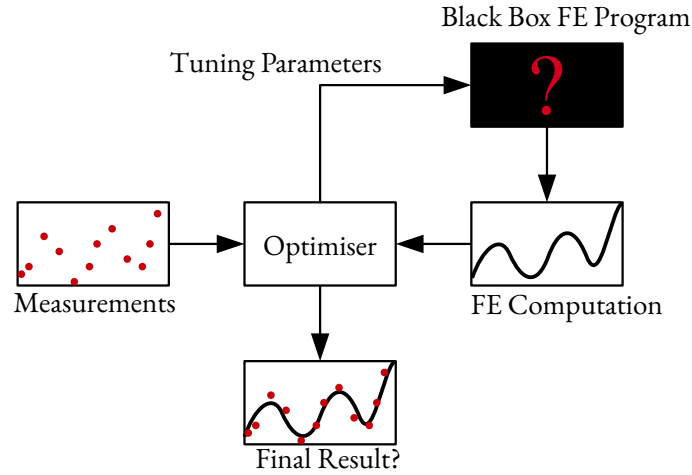 Black Box FE Program
Tuning Parameters
?
Optimiser
Measurements
FE Computation
Final Result?